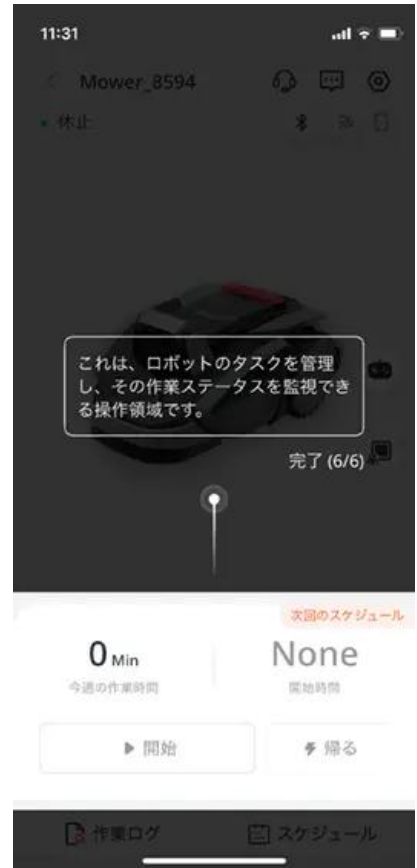 11:31
Mower_8594
休止
これは、ロボットのタスクを管理
し、その作業ステータスを監視でき
る操作領域です。
完了 (6/6)
次回のスケジュール
0 Min
None
今週の作業時間
開始時間
開始
帰る
作業ログ
スケジュール